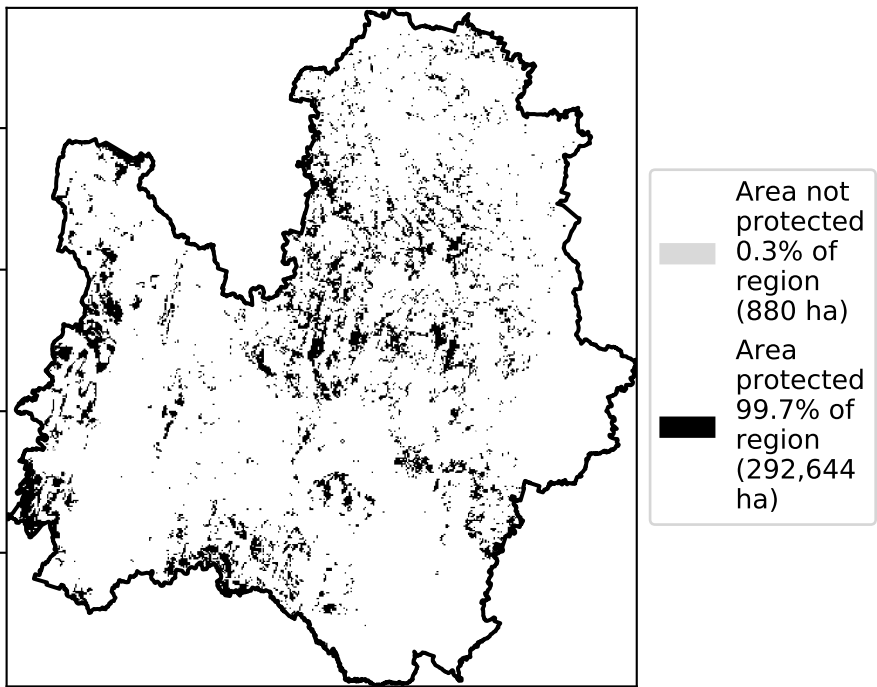 Area not
protected
0.3% of
region
(880 ha)
Area
protected
99.7% of
region
(292,644
ha)